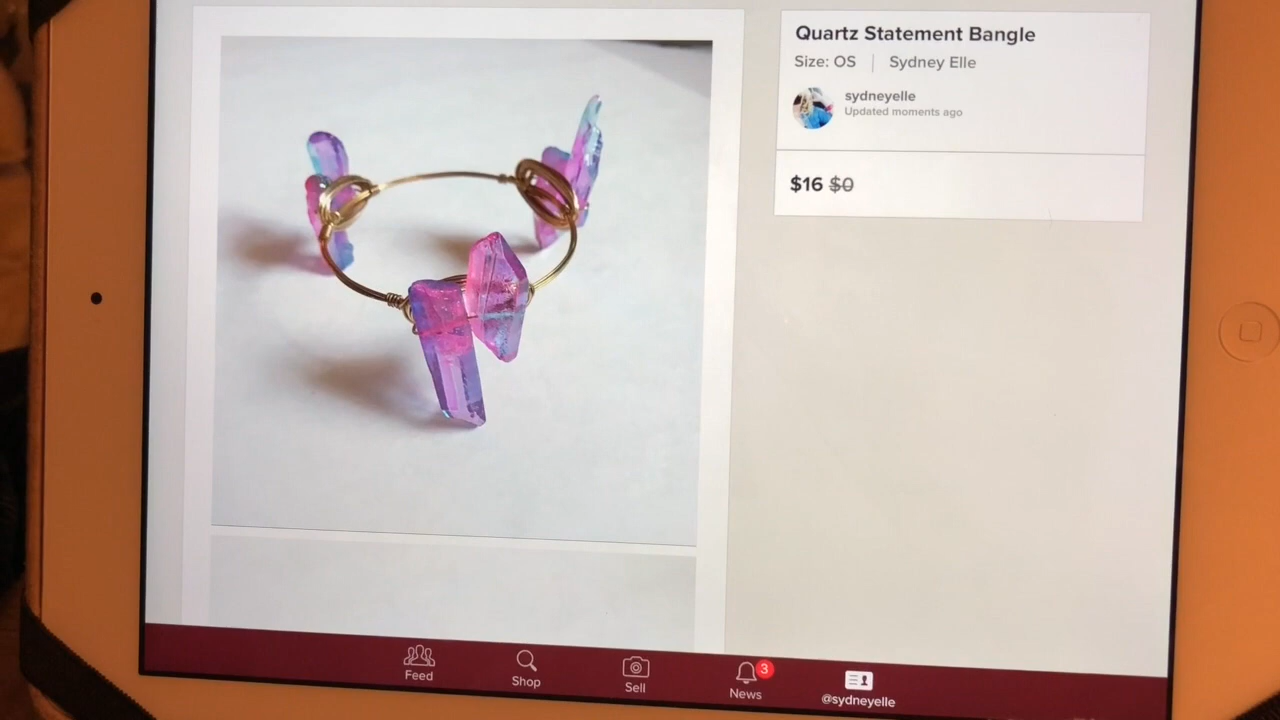 Quartz Statement Bangle
Size: OS | Sydney Elle
sydneyelle
Updated moments ago
$16 $0
Feed
Shop
Sell
3
News
@sydneyelle